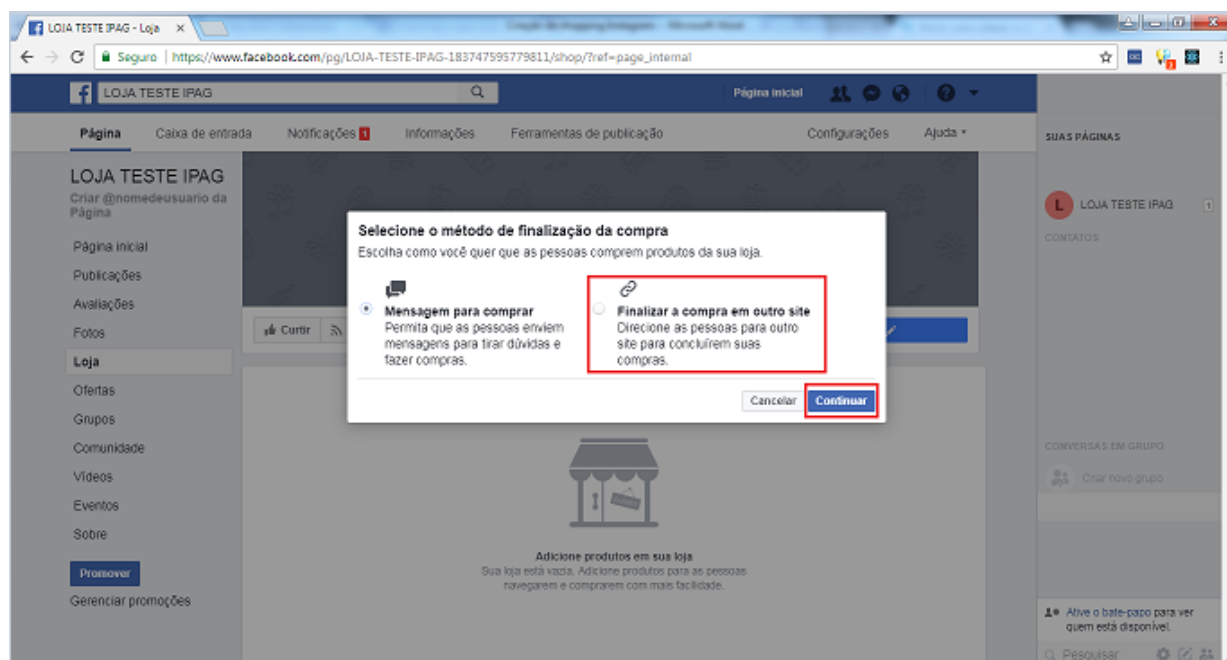 LOJA TESTE IPAG - Loja
Seguro | https://www.facebook.com/pg/LOJA-TESTE-IPAG-183747595779811/shop/?ref=page_internal
LOJA TESTE IPAG
Página inicial
Página Caixa de entrada Notificações 1 Informações Ferramentas de publicação Configurações Ajuda
SUAS PÁGINAS
LOJA TESTE IPAG
Criar @nomedeusuario da
Página
L LOJA TESTE IPAG 1
CONTATOS
Página inicial
Publicações
Avaliações
Fotos
Loja
Ofertas
Grupos
Comunidade
Vídeos
Eventos
Sobre
Promover
Gerenciar promoções
Curtir
Selecione o método de finalização da compra
Escolha como você quer que as pessoas comprem produtos da sua loja.
Mensagem para comprar
Permita que as pessoas enviem
mensagens para tirar dúvidas e
fazer compras.
Finalizar a compra em outro site
Direcione as pessoas para outro
site para concluírem suas
compras.
Cancelar Continuar
Adicione produtos em sua loja
Sua loja está vazia. Adicione produtos para as pessoas
navegarem e comprarem com mais facilidade.
CONVERSAS EM GRUPO
Criar novo grupo
Ative o bate-papo para ver
quem está disponível.
Pesquisar